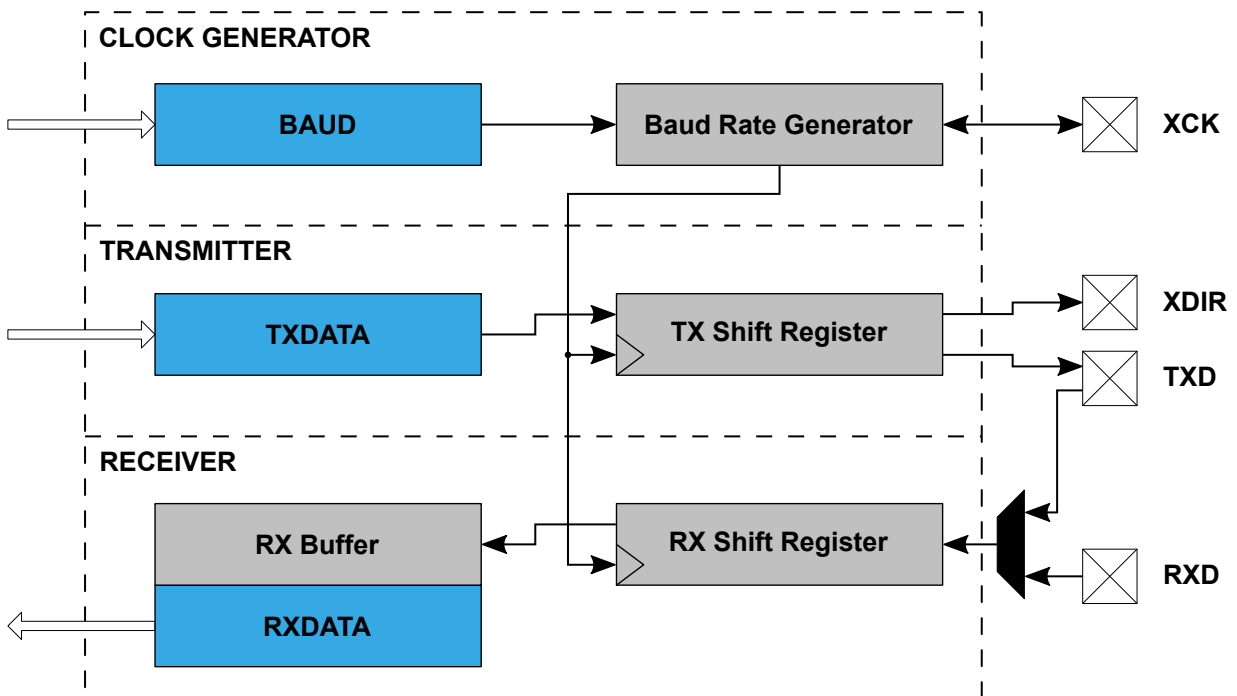 CLOCK GENERATOR
BAUD
Baud Rate Generator
XCK
TRANSMITTER
TXDATA
TX Shift Register
XDIR
TXD
RECEIVER
RX Buffer
RX Shift Register
RXD
RXDATA